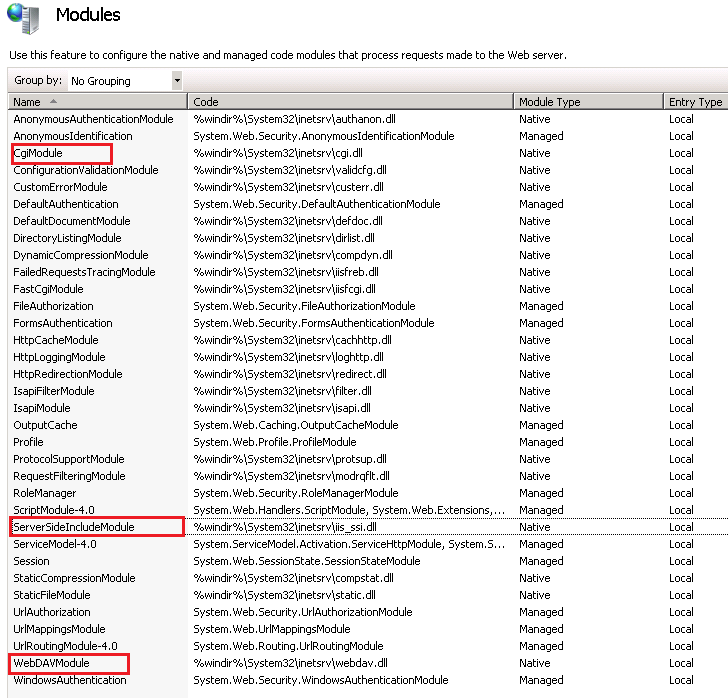 Modules
Use this feature to configure the native and managed code modules that process requests made to the Web server.
Group by: No Grouping
Name Code Module Type Entry Type
AnonymousAuthenticationModule %windir%\System32\inetsrv\authanon.dll Native Local
AnonymousIdentification System.Web.Security.AnonymousIdentificationModule Managed Local
CgiModule %windir%\System32\inetsrv\cgi.dll Native Local
ConfigurationValidationModule %windir%\System32\inetsrv\validcfg.dll Native Local
CustomErrorModule %windir%\System32\inetsrv\custerr.dll Native Local
DefaultAuthentication System.Web.Security.DefaultAuthenticationModule Managed Local
DefaultDocumentModule %windir%\System32\inetsrv\defdoc.dll Native Local
DirectoryListingModule %windir%\System32\inetsrv\dirlist.dll Native Local
DynamicCompressionModule %windir%\System32\inetsrv\compdyn.dll Native Local
FailedRequestsTracingModule %windir%\System32\inetsrv\iisfreb.dll Native Local
FastCgiModule %windir%\System32\inetsrv\iisfcgi.dll Native Local
FileAuthorization System.Web.Security.FileAuthorizationModule Managed Local
FormsAuthentication System.Web.Security.FormsAuthenticationModule Managed Local
HttpCacheModule %windir%\System32\inetsrv\cachhttp.dll Native Local
HttpLoggingModule %windir%\System32\inetsrv\loghttp.dll Native Local
HttpRedirectionModule %windir%\System32\inetsrv\redirect.dll Native Local
IsapiFilterModule %windir%\System32\inetsrv\filter.dll Native Local
IsapiModule %windir%\System32\inetsrv\isapi.dll Native Local
OutputCache System.Web.Caching.OutputCacheModule Managed Local
Profile System.Web.Profile.ProfileModule Managed Local
ProtocolSupportModule %windir%\System32\inetsrv\protsup.dll Native Local
RequestFilteringModule %windir%\System32\inetsrv\modrqflt.dll Native Local
RoleManager System.Web.Security.RoleManagerModule Managed Local
ScriptModule-4.0 System.Web.Handlers.ScriptModule, System.Web.Extensions,... Managed Local
ServerSideIncludeModule %windir%\System32\inetsrv\iis_ssi.dll Native Local
ServiceModel-4.0 System.ServiceModel.Activation.ServiceHttpModule, System.S... Managed Local
Session System.Web.SessionState.SessionStateModule Managed Local
StaticCompressionModule %windir%\System32\inetsrv\compstat.dll Native Local
StaticFileModule %windir%\System32\inetsrv\static.dll Native Local
UrlAuthorization System.Web.Security.UrlAuthorizationModule Managed Local
UrlMappingsModule System.Web.UrlMappingsModule Managed Local
UrlRoutingModule-4.0 System.Web.Routing.UrlRoutingModule Managed Local
WebDAVModule %windir%\System32\inetsrv\webdav.dll Native Local
WindowsAuthentication System.Web.Security.WindowsAuthenticationModule Managed Local